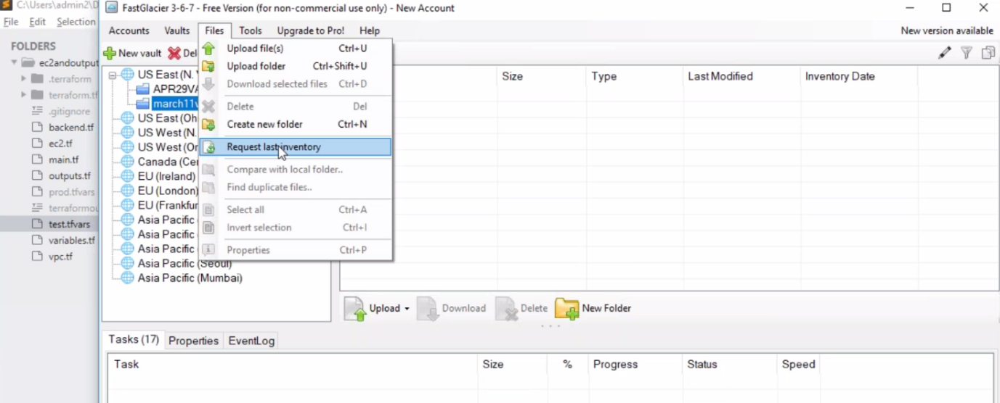 C:\Users\admin2\D
File Edit Selection
FOLDERS
ec2andoutput
.terraform
terraform.tf
.gitignore
backend.tf
ec2.tf
main.tf
outputs.tf
prod.tfvars
terraformou
test.tfvars
variables.tf
vpc.tf
FastGlacier 3-6-7 - Free Version (for non-commercial use only) - New Account
Accounts Vaults Files Tools Upgrade to Pro! Help
New version available
New vault Del
US East (N. V
APR29VA
march11v
US East (Oh
US West (N.
US West (Or
Canada (Cer
EU (Ireland)
EU (London)
EU (Frankfur
Asia Pacific
Asia Pacific
Asia Pacific
Asia Pacific (Seoul)
Asia Pacific (Mumbai)
Upload file(s) Ctrl+U
Upload folder Ctrl+Shift+U
Download selected files Ctrl+D
Delete Del
Create new folder Ctrl+N
Request last inventory
Compare with local folder..
Find duplicate files..
Select all Ctrl+A
Invert selection Ctrl+I
Properties Ctrl+P
Size Type Last Modified Inventory Date
Upload Download Delete New Folder
Tasks (17) Properties EventLog
Task Size % Progress Status Speed